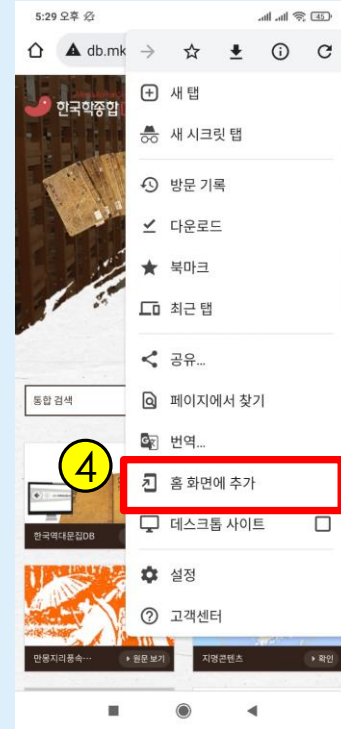 5:29 오후
45
db.mk
한국학종합
새 탭
새 시크릿 탭
방문 기록
다운로드
북마크
최근 탭
공유...
통합 검색
페이지에서 찾기
번역...
4
홈 화면에 추가
데스크톱 사이트
한국역대문집DB
설정
고객센터
만몽지리풍속…
원문 보기
지명콘텐츠
확인